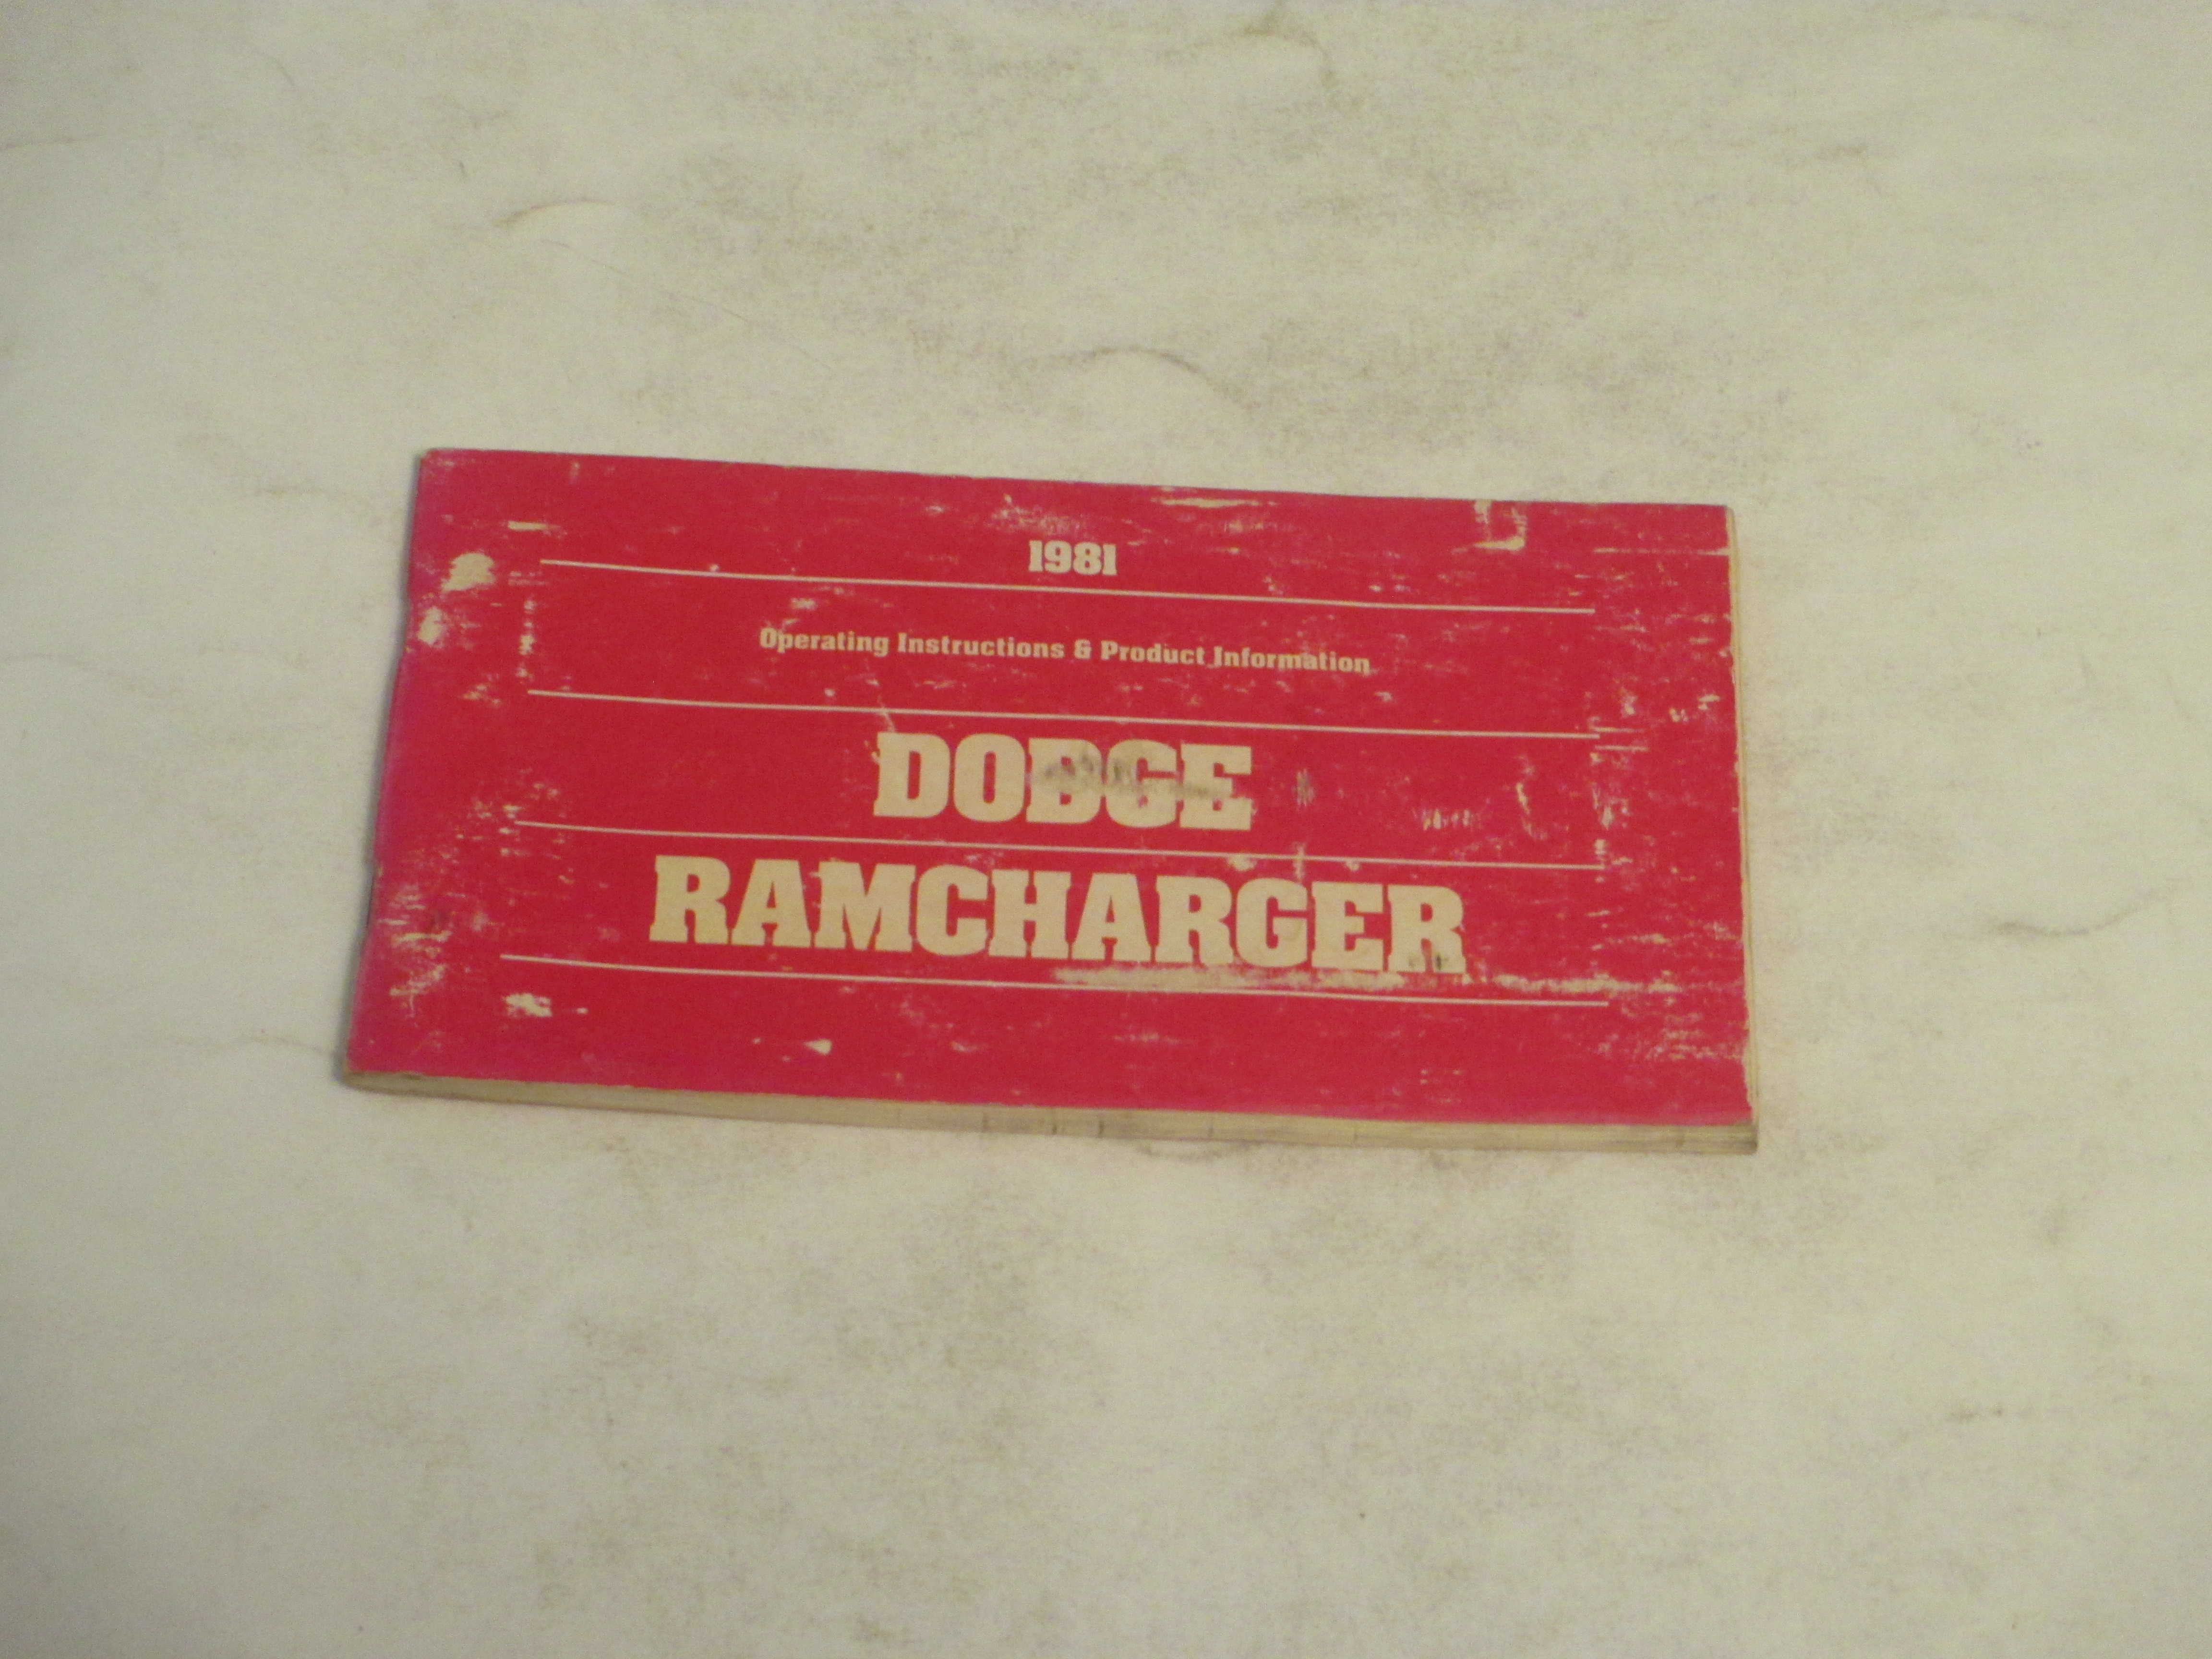 1981
Operating Instructions & Product Information
DODGE
RAMCHARGER